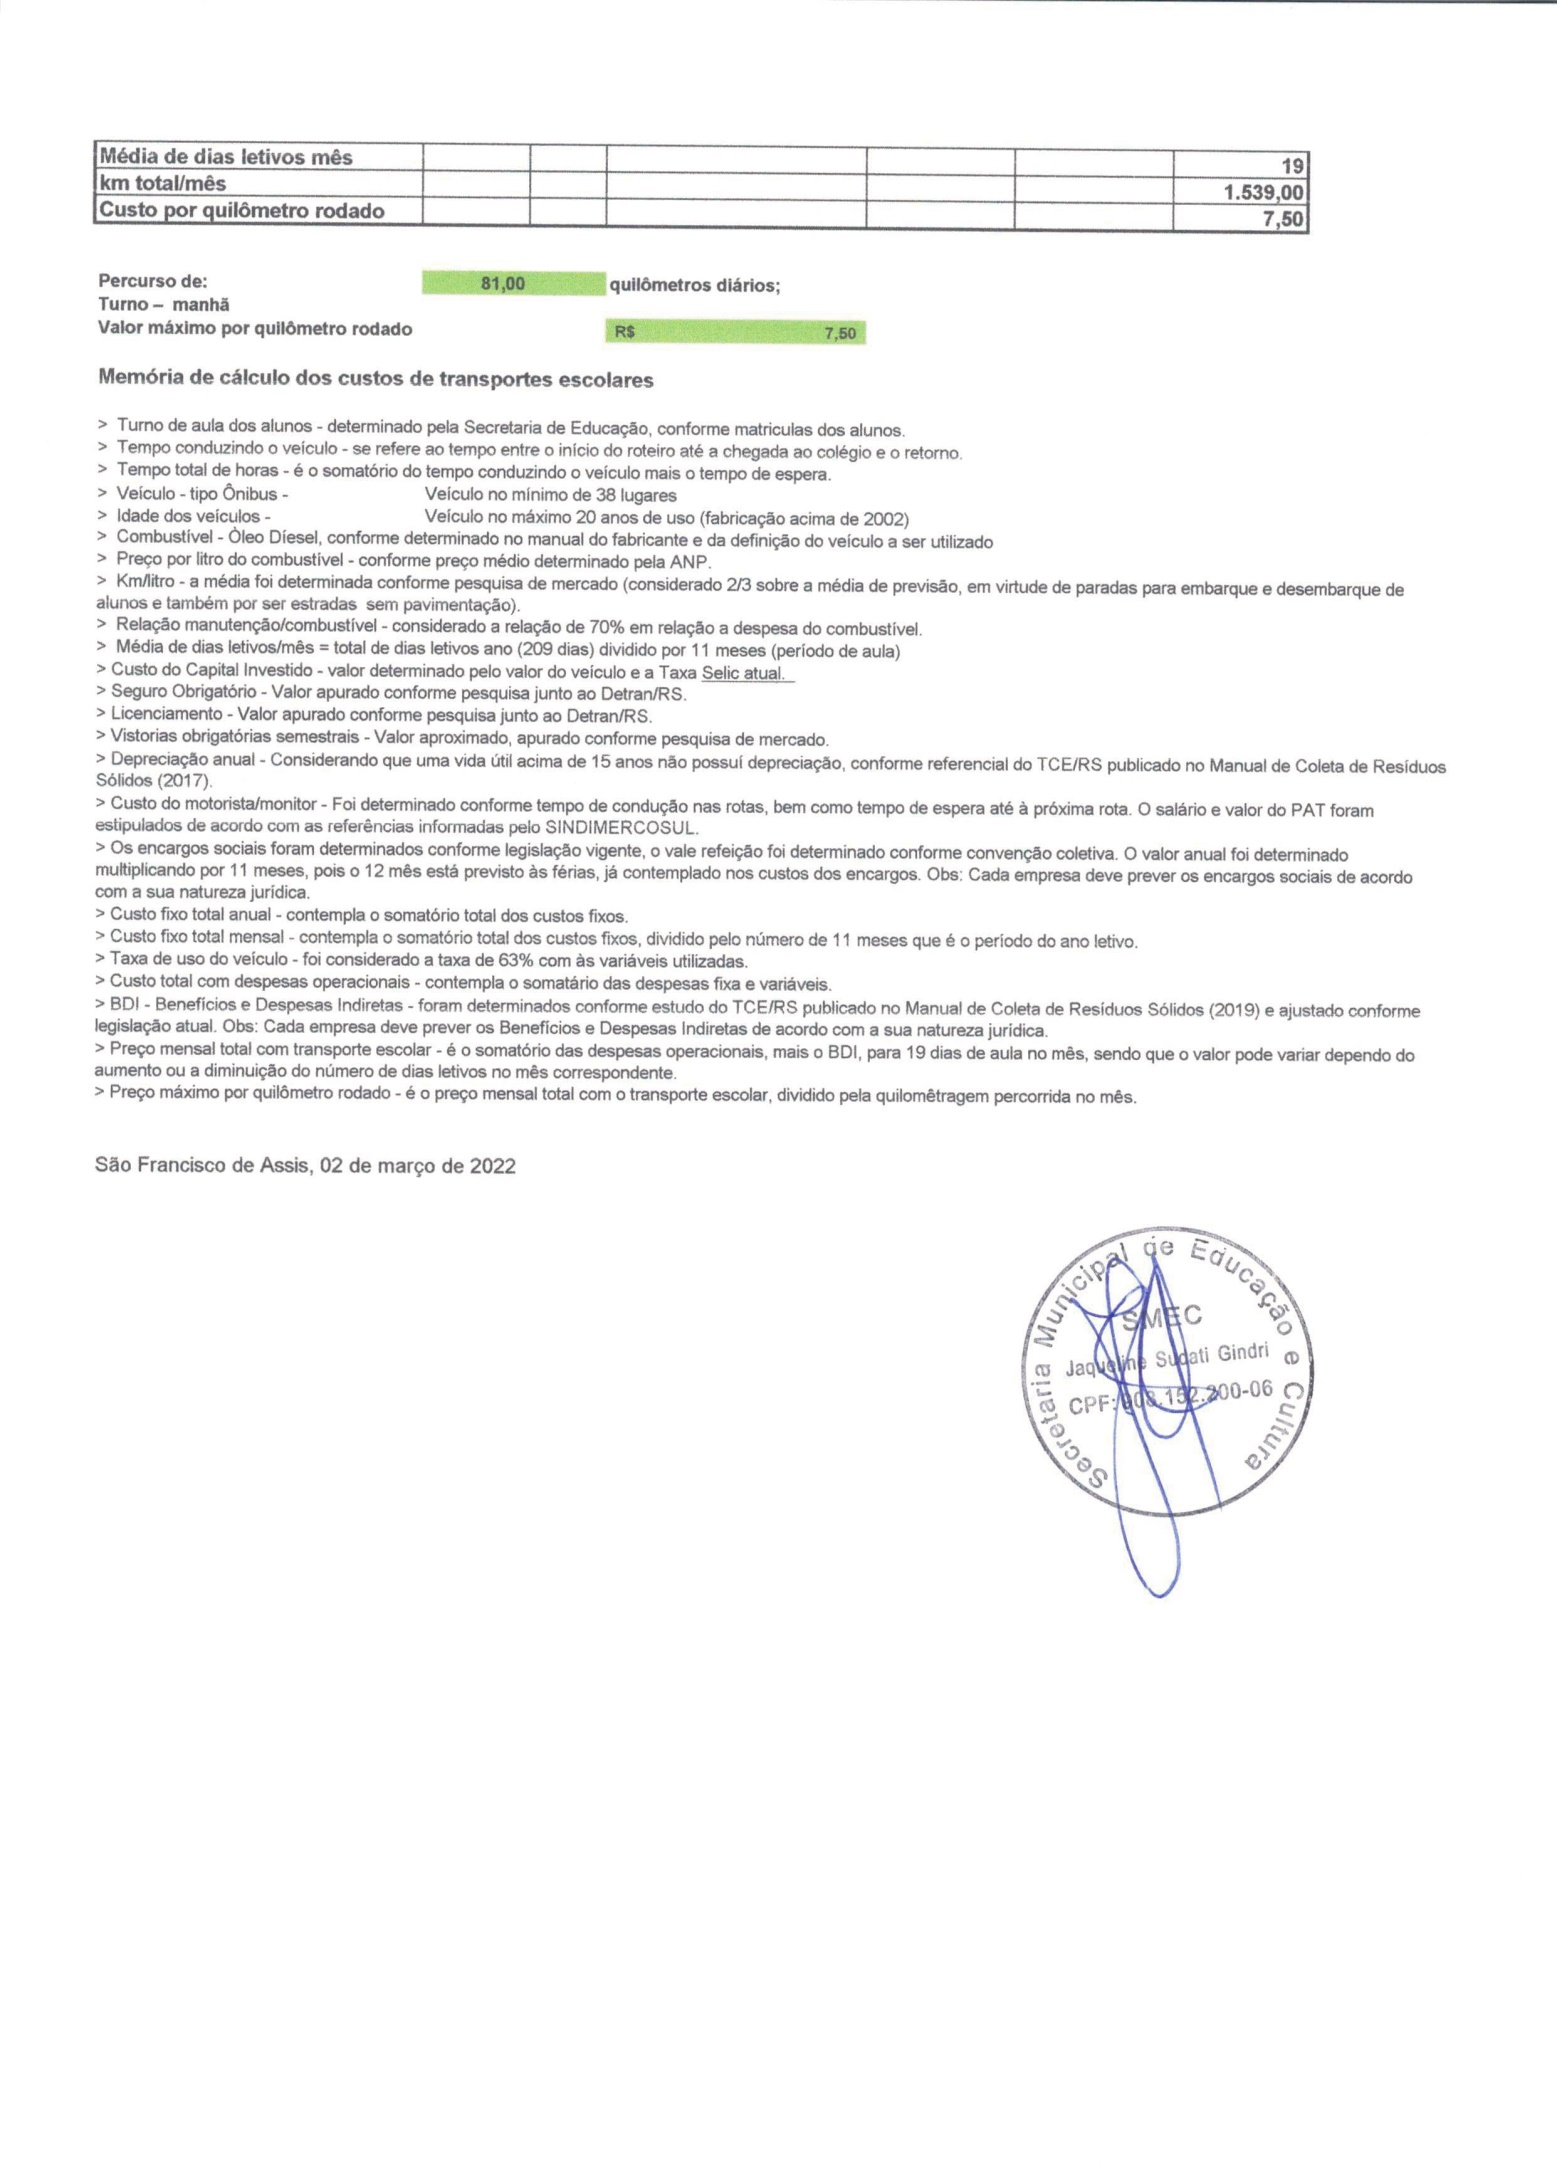 Média de dias letivos mês 19
km total/mês 1.539,00
Custo por quilômetro rodado 7,50
Percurso de: 81,00 quilômetros diários;
Turno – manhã
Valor máximo por quilômetro rodado R$ 7,50
Memória de cálculo dos custos de transportes escolares
> Turno de aula dos alunos - determinado pela Secretaria de Educação, conforme matriculas dos alunos.
> Tempo conduzindo o veículo - se refere ao tempo entre o início do roteiro até a chegada ao colégio e o retorno.
> Tempo total de horas - é o somatório do tempo conduzindo o veículo mais o tempo de espera.
> Veículo - tipo Ônibus - Veículo no mínimo de 38 lugares
> Idade dos veículos - Veículo no máximo 20 anos de uso (fabricação acima de 2002)
> Combustível - Òleo Díesel, conforme determinado no manual do fabricante e da definição do veículo a ser utilizado
> Preço por litro do combustível - conforme preço médio determinado pela ANP.
> Km/litro - a média foi determinada conforme pesquisa de mercado (considerado 2/3 sobre a média de previsão, em virtude de paradas para embarque e desembarque de
alunos e também por ser estradas sem pavimentação).
> Relação manutenção/combustível - considerado a relação de 70% em relação a despesa do combustível.
> Média de dias letivos/mês = total de dias letivos ano (209 dias) dividido por 11 meses (período de aula)
> Custo do Capital Investido - valor determinado pelo valor do veículo e a Taxa Selic atual.
> Seguro Obrigatório - Valor apurado conforme pesquisa junto ao Detran/RS.
> Licenciamento - Valor apurado conforme pesquisa junto ao Detran/RS.
> Vistorias obrigatórias semestrais - Valor aproximado, apurado conforme pesquisa de mercado.
> Depreciação anual - Considerando que uma vida útil acima de 15 anos não possuí depreciação, conforme referencial do TCE/RS publicado no Manual de Coleta de Resíduos
Sólidos (2017).
> Custo do motorista/monitor - Foi determinado conforme tempo de condução nas rotas, bem como tempo de espera até à próxima rota. O salário e valor do PAT foram
estipulados de acordo com as referências informadas pelo SINDIMERCOSUL.
> Os encargos sociais foram determinados conforme legislação vigente, o vale refeição foi determinado conforme convenção coletiva. O valor anual foi determinado
multiplicando por 11 meses, pois o 12 mês está previsto às férias, já contemplado nos custos dos encargos. Obs: Cada empresa deve prever os encargos sociais de acordo
com a sua natureza jurídica.
> Custo fixo total anual - contempla o somatório total dos custos fixos.
> Custo fixo total mensal - contempla o somatório total dos custos fixos, dividido pelo número de 11 meses que é o período do ano letivo.
> Taxa de uso do veículo - foi considerado a taxa de 63% com às variáveis utilizadas.
> Custo total com despesas operacionais - contempla o somatário das despesas fixa e variáveis.
> BDI - Benefícios e Despesas Indiretas - foram determinados conforme estudo do TCE/RS publicado no Manual de Coleta de Resíduos Sólidos (2019) e ajustado conforme
legislação atual. Obs: Cada empresa deve prever os Benefícios e Despesas Indiretas de acordo com a sua natureza jurídica.
> Preço mensal total com transporte escolar - é o somatório das despesas operacionais, mais o BDI, para 19 dias de aula no mês, sendo que o valor pode variar dependo do
aumento ou a diminuição do número de dias letivos no mês correspondente.
> Preço máximo por quilômetro rodado - é o preço mensal total com o transporte escolar, dividido pela quilomêtragem percorrida no mês.
São Francisco de Assis, 02 de março de 2022
Secretaria Municipal de Educação e Cultura
SMEC
Jaqueline Sudati Gindri
CPF: 908.152.200-06